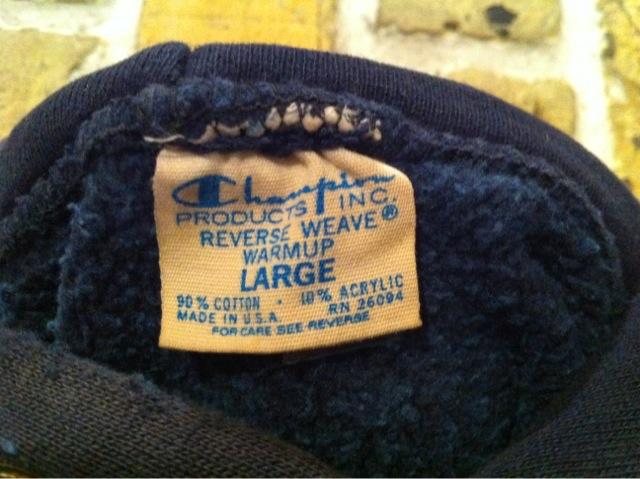 Champion
PRODUCTS INC.
REVERSE WEAVE®
WARMUP
LARGE
90% COTTON · 10% ACRYLIC
MADE IN U.S.A. RN 26094
FOR CARE SEE REVERSE